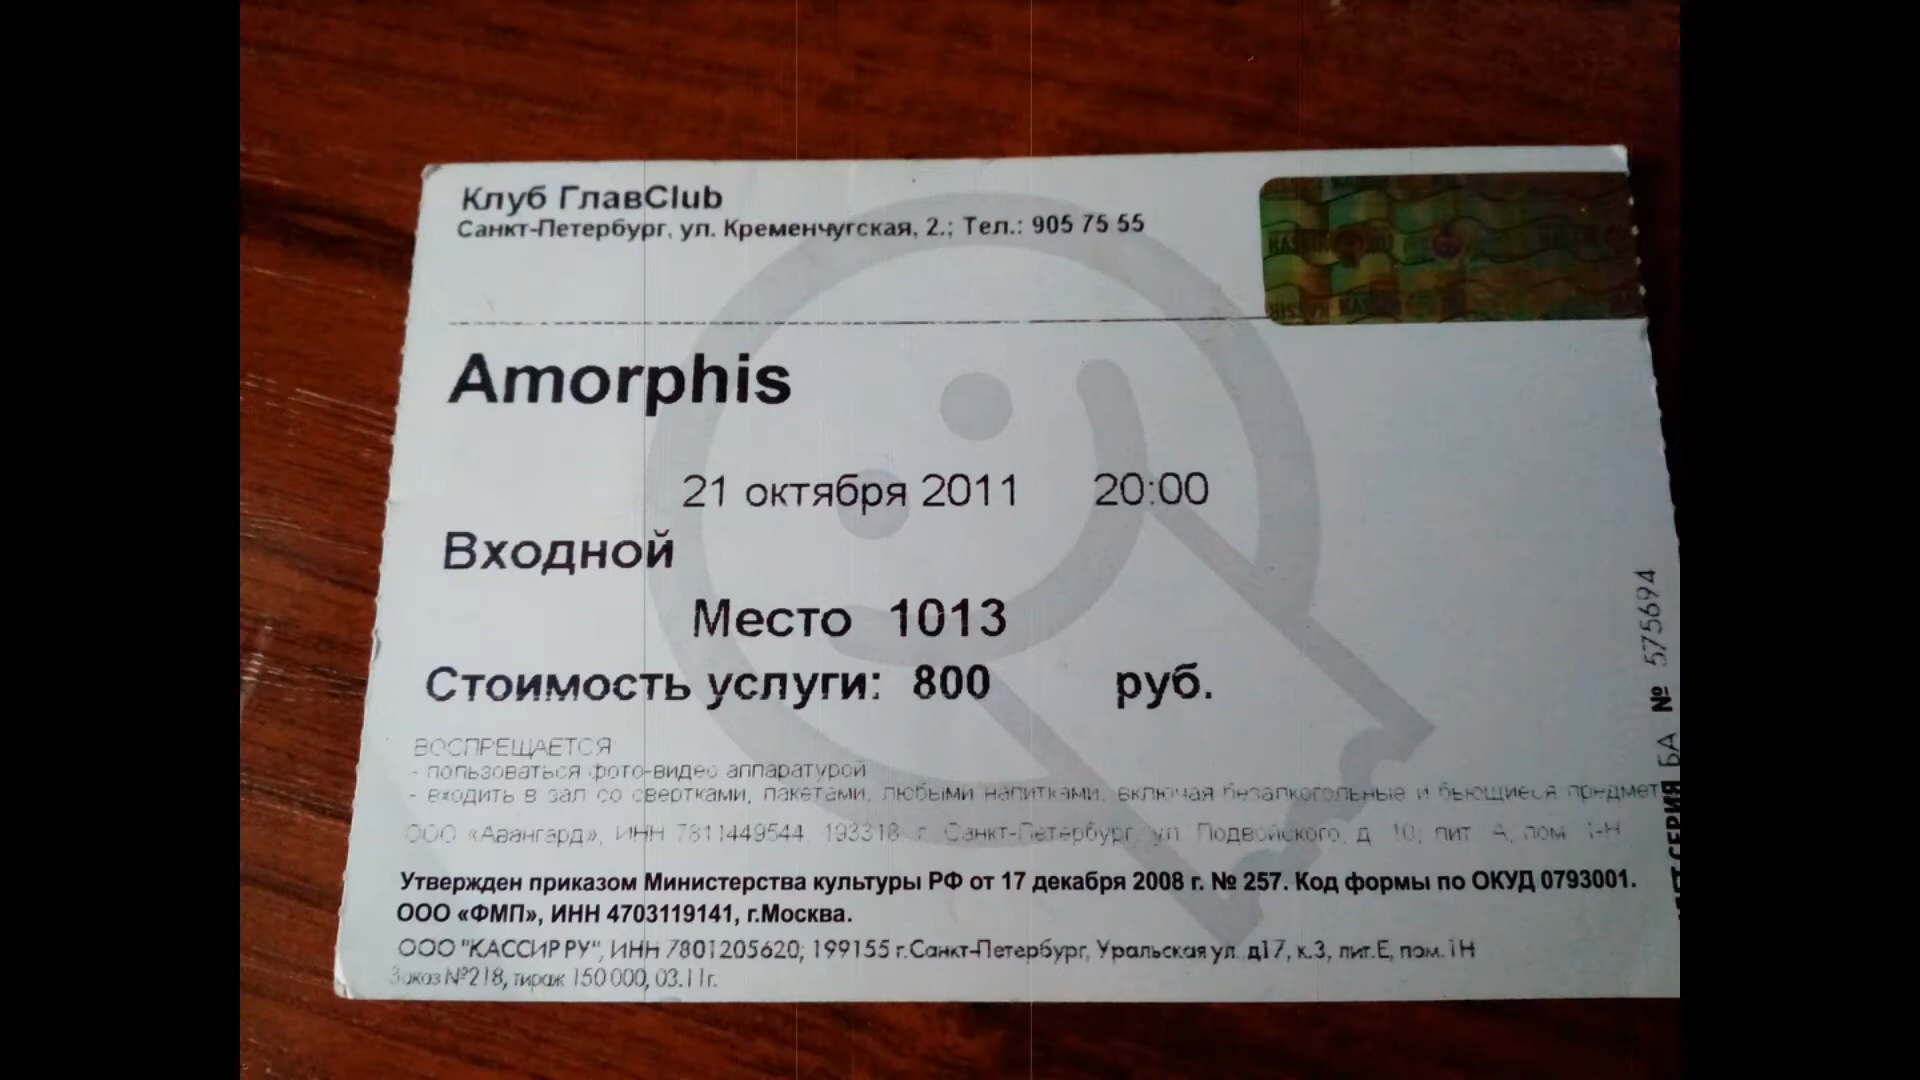 Клуб ГлавClub
Санкт-Петербург, ул. Кременчугская, 2.; Тел.: 905 75 55
Amorphis
21 октября 2011 20:00
Входной
Место 1013
Стоимость услуги: 800 руб.
ВОСПРЕЩАЕТСЯ
- пользоваться фото-видео аппаратурой
- входить в зал со свертками, пакетами, любыми напитками, включая безалкогольные и бьющиеся предмет
ООО «Авангард», ИНН 7811449544 193318 г. Санкт-Петербург, ул. Подвойского, д. 10, лит. А, пом. 1-Н
Утвержден приказом Министерства культуры РФ от 17 декабря 2008 г. № 257. Код формы по ОКУД 0793001.
ООО «ФМП», ИНН 4703119141, г.Москва.
ООО "КАССИР РУ", ИНН 7801205620; 199155 г.Санкт-Петербург, Уральская ул. д17, к.3, лит.Е, пом.1Н
Заказ №218, тираж 150 000, 03.11г.
СЕРИЯ БА № 575694